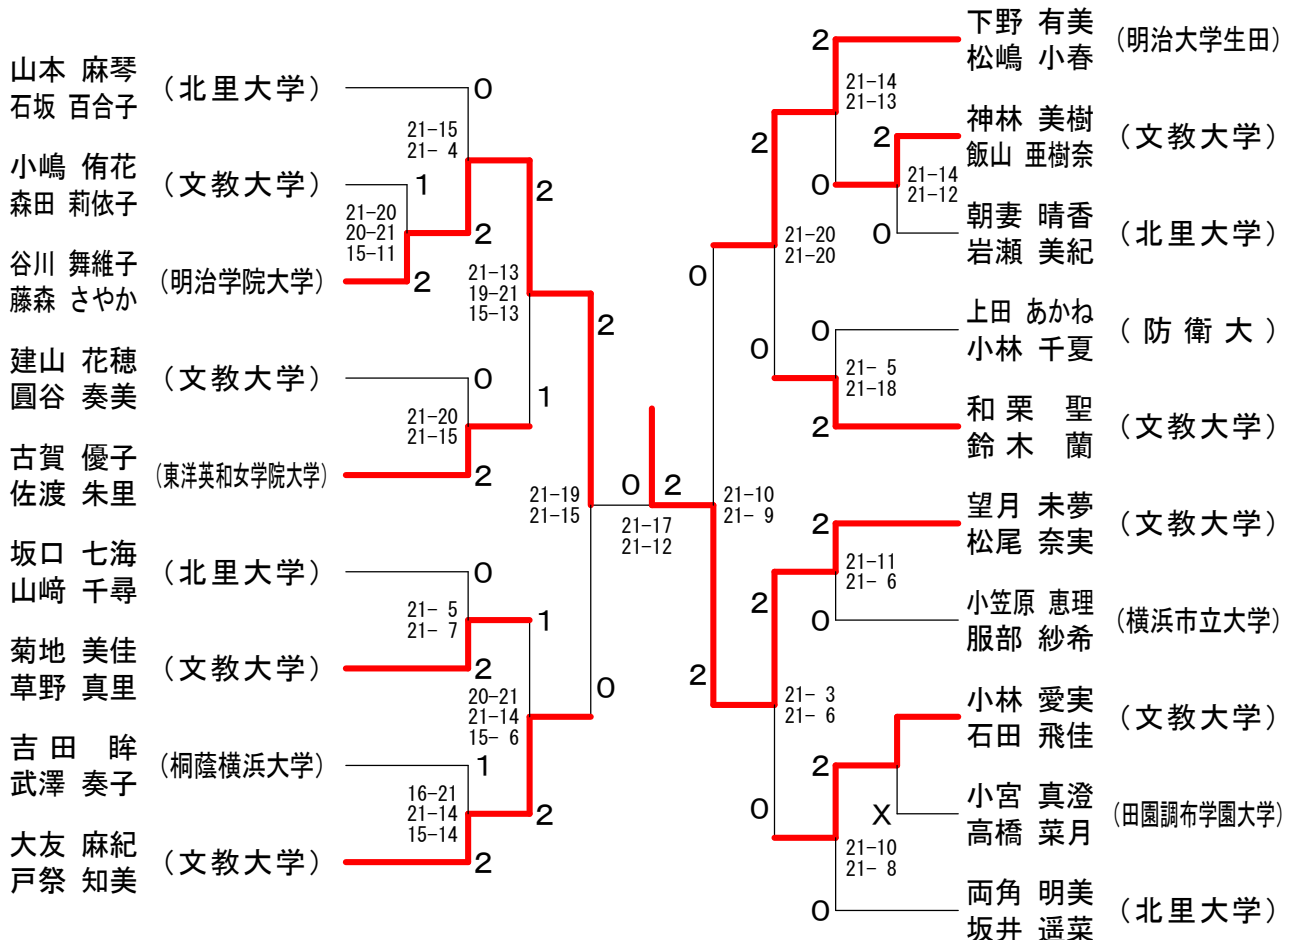 山本 麻琴
石坂 百合子
（北里大学）
0
21-15
21- 4
小嶋 侑花
森田 莉依子
（文教大学）
1
2
21-20
20-21
15-11
2
谷川 舞維子
藤森 さやか
（明治学院大学）
2
21-13
19-21
15-13
2
建山 花穂
圓谷 奏美
（文教大学）
0
1
21-20
21-15
古賀 優子
佐渡 朱里
（東洋英和女学院大学）
2
21-19
21-15
0
2
21-17
21-12
坂口 七海
山﨑 千尋
（北里大学）
0
21- 5
21- 7
1
菊地 美佳
草野 真里
（文教大学）
2
0
20-21
21-14
15- 6
吉田 眸
武澤 奏子
（桐蔭横浜大学）
1
16-21
21-14
15-14
2
大友 麻紀
戸祭 知美
（文教大学）
2
下野 有美
松嶋 小春
（明治大学生田）
2
21-14
21-13
2
神林 美樹
飯山 亜樹奈
（文教大学）
2
0
21-14
21-12
朝妻 晴香
岩瀬 美紀
（北里大学）
0
21-20
21-20
0
上田 あかね
小林 千夏
（防衛大）
0
0
21- 5
21-18
和栗 聖
鈴木 蘭
（文教大学）
2
21-10
21- 9
望月 未夢
松尾 奈実
（文教大学）
2
21-11
21- 6
2
小笠原 恵理
服部 紗希
（横浜市立大学）
0
2
21- 3
21- 6
小林 愛実
石田 飛佳
（文教大学）
2
0
小宮 真澄
高橋 菜月
（田園調布学園大学）
X
21-10
21- 8
両角 明美
坂井 遥菜
（北里大学）
0